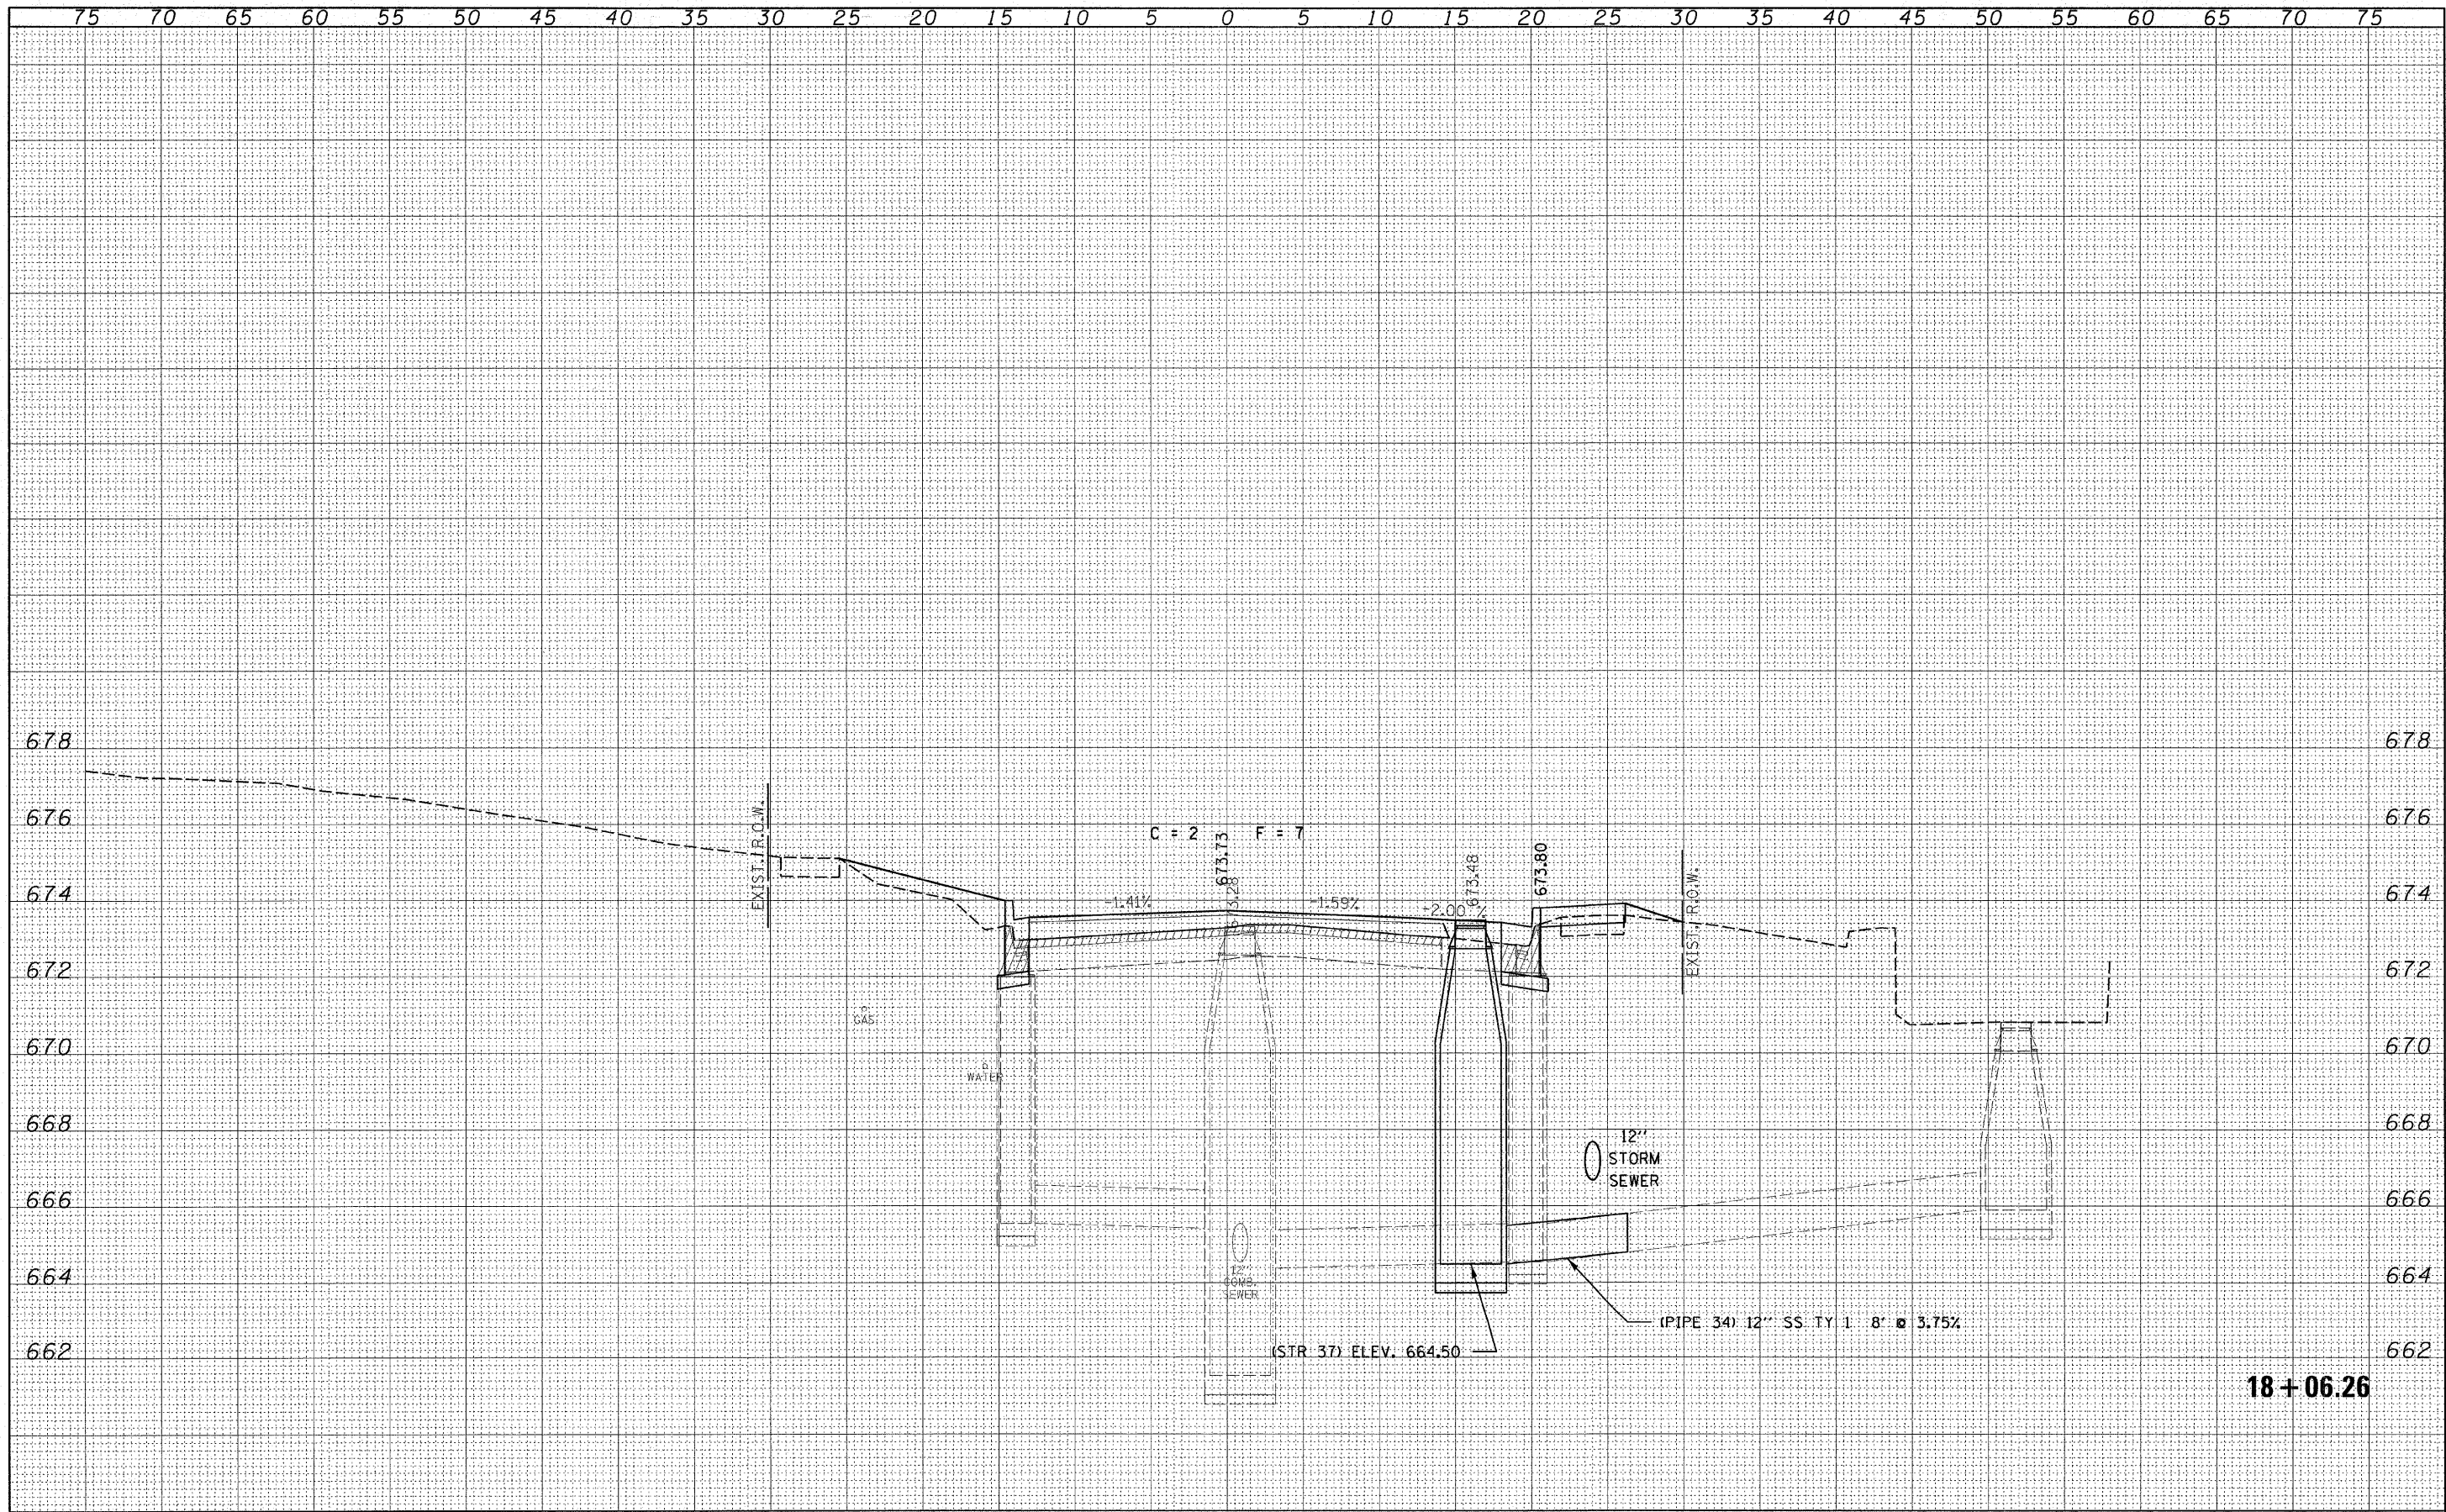 75 70 65 60 55 50 45 40 35 30 25 20 15 10 5 0 5 10 15 20 25 30 35 40 45 50 55 60 65 70 75
678 678
676 676
674 674
672 672
670 670
668 668
666 666
664 664
662 662
EXIST. R.O.W.
C = 2 F = 7
673.73
673.28
673.48
673.80
-1.41%
-1.59%
-2.00%
EXIST. R.O.W.
GAS
WATER
12"
STORM
SEWER
12"
COMB.
SEWER
(PIPE 34) 12" SS TY 1 8' @ 3.75%
(STR 37) ELEV. 664.50
18 + 06.26